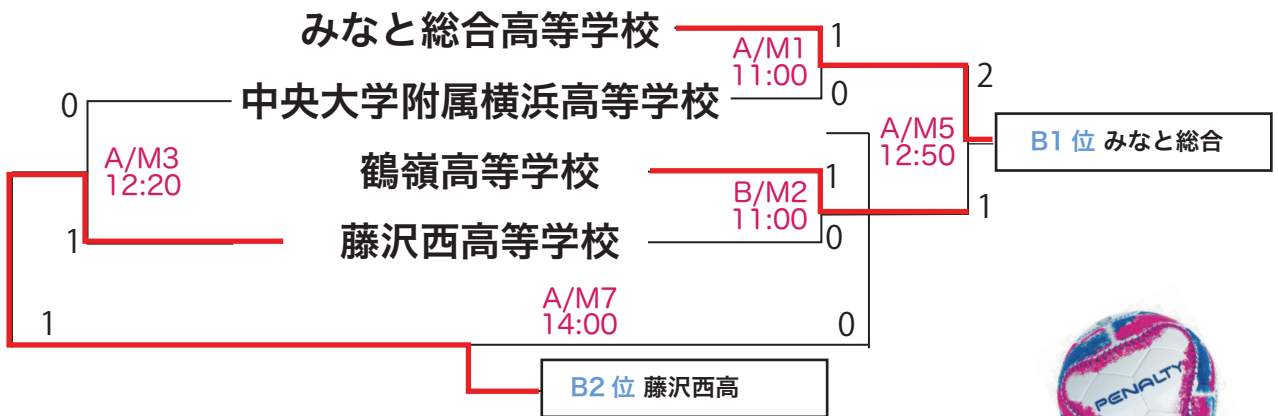 みなと総合高等学校
1
A/M1
11:00
2
0
中央大学附属横浜高等学校
0
A/M5
12:50
B1 位 みなと総合
A/M3
12:20
鶴嶺高等学校
1
B/M2
11:00
1
1
藤沢西高等学校
0
1
A/M7
14:00
0
B2 位 藤沢西高
PENALTY